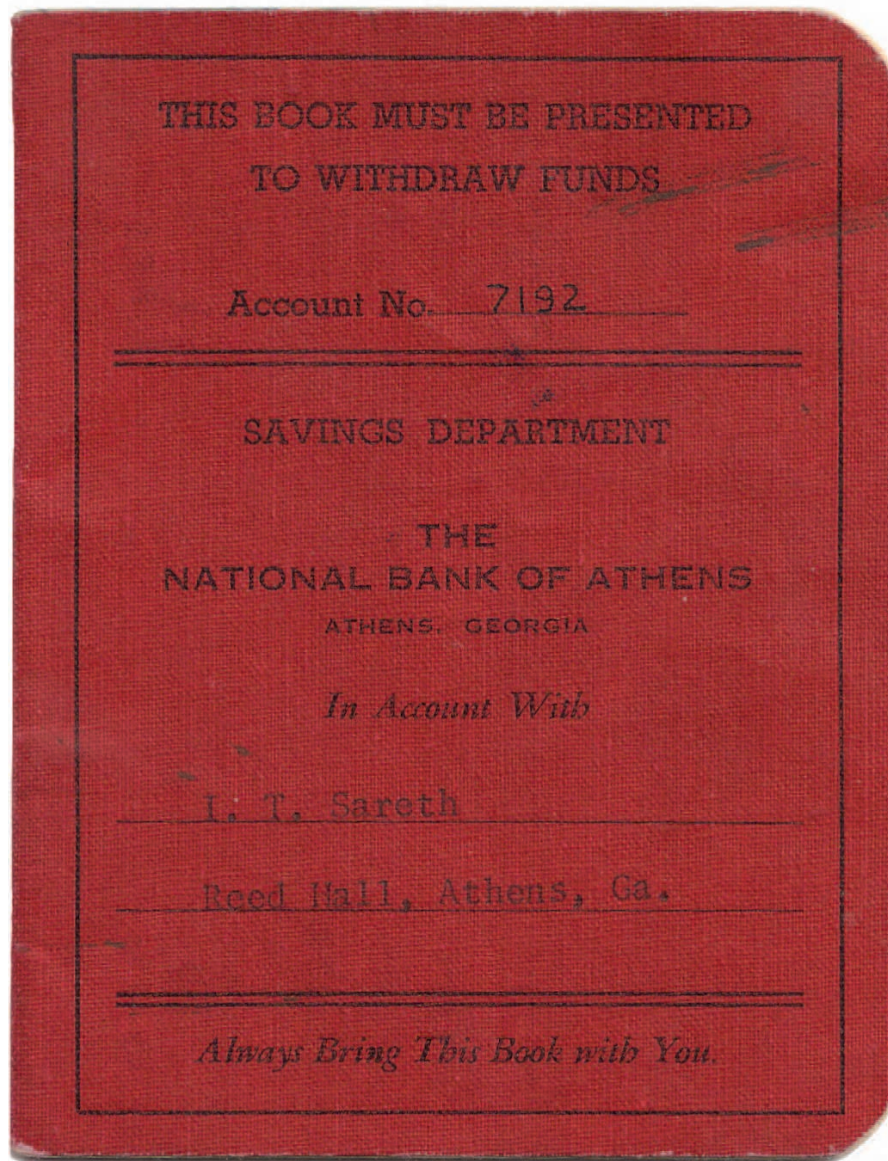 THIS BOOK MUST BE PRESENTED
TO WITHDRAW FUNDS
Account No. 7192
SAVINGS DEPARTMENT
THE
NATIONAL BANK OF ATHENS
ATHENS, GEORGIA
In Account With
I. T. Sareth
Reed Hall, Athens, Ga.
Always Bring This Book with You.